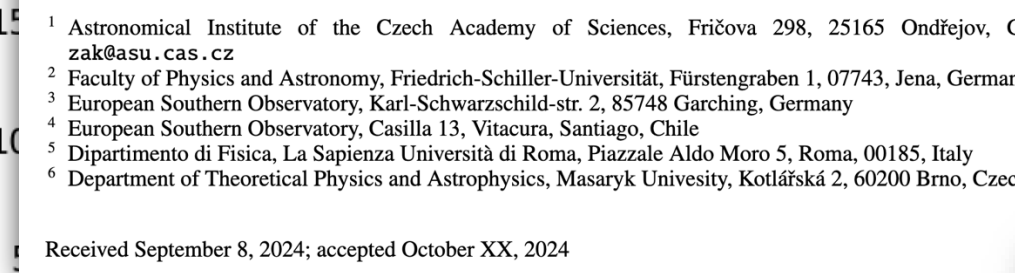 1 Astronomical Institute of the Czech Academy of Sciences, Fričova 298, 25165 Ondřejov,
zak@asu.cas.cz
2 Faculty of Physics and Astronomy, Friedrich-Schiller-Universität, Fürstengraben 1, 07743, Jena, German
3 European Southern Observatory, Karl-Schwarzschild-str. 2, 85748 Garching, Germany
4 European Southern Observatory, Casilla 13, Vitacura, Santiago, Chile
5 Dipartimento di Fisica, La Sapienza Università di Roma, Piazzale Aldo Moro 5, Roma, 00185, Italy
6 Department of Theoretical Physics and Astrophysics, Masaryk Univesity, Kotlářská 2, 60200 Brno, Czec
Received September 8, 2024; accepted October XX, 2024